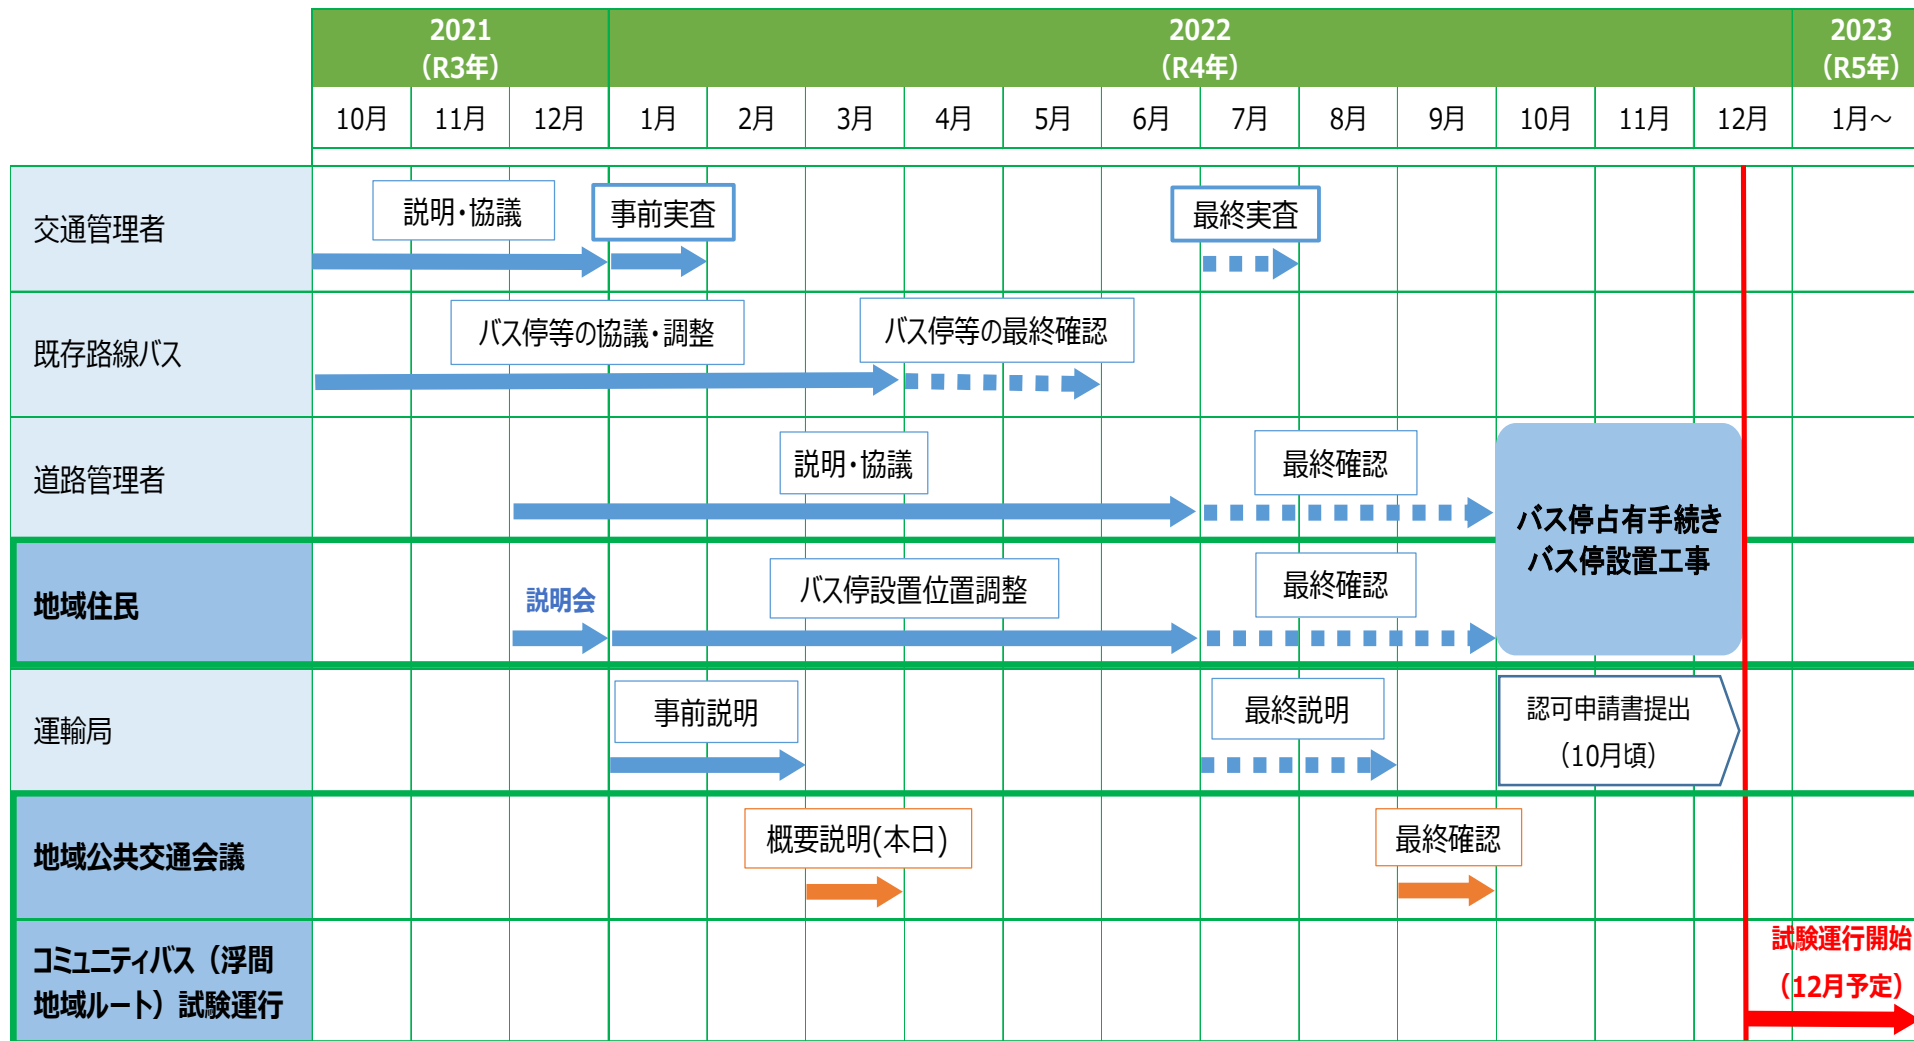 2021
（R3年）
2022
（R4年）
2023
（R5年）
10月
11月
12月
1月
2月
3月
4月
5月
6月
7月
8月
9月
10月
11月
12月
1月～
交通管理者
説明・協議
事前実査
最終実査
既存路線バス
バス停等の協議・調整
バス停等の最終確認
道路管理者
説明・協議
最終確認
バス停占有手続き
バス停設置工事
地域住民
説明会
バス停設置位置調整
最終確認
運輸局
事前説明
最終説明
認可申請書提出
（10月頃）
地域公共交通会議
概要説明(本日)
最終確認
コミュニティバス（浮間
地域ルート）試験運行
試験運行開始
（12月予定）